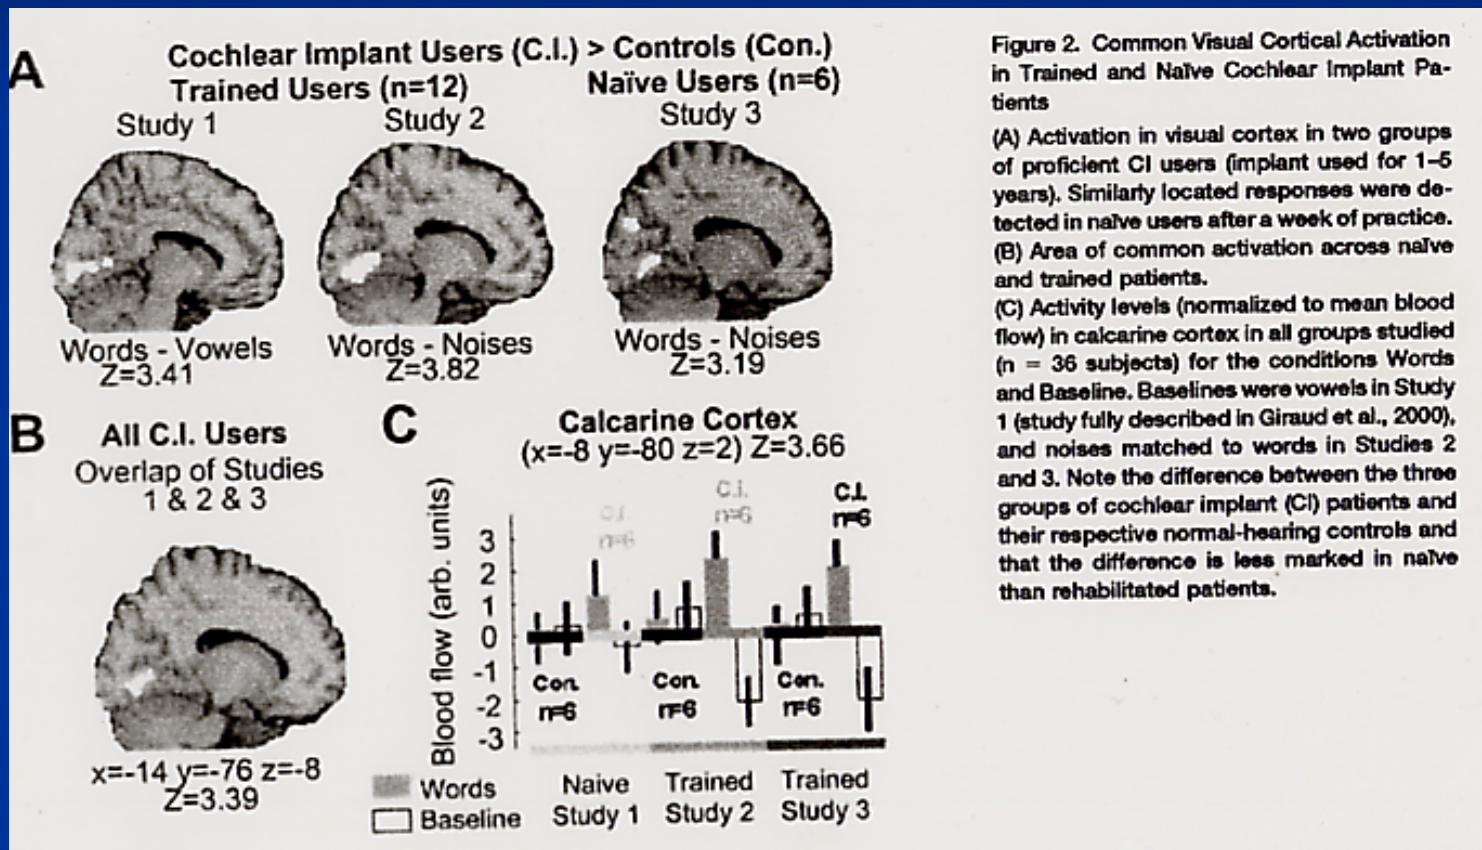 A
Cochlear Implant Users (C.I.) > Controls (Con.)
Trained Users (n=12)
Naïve Users (n=6)
Study 1
Study 2
Study 3
Words - Vowels
Z=3.41
Words - Noises
Z=3.82
Words - Noises
Z=3.19
B
All C.I. Users
Overlap of Studies
1 & 2 & 3
x=-14 y=-76 z=-8
Z=3.39
C
Calcarine Cortex
(x=-8 y=-80 z=2) Z=3.66
Blood flow (arb. units)
3
2
1
0
-1
-2
-3
C.I.
n=6
C.I.
n=6
C.I.
n=6
Con.
n=6
Con.
n=6
Con.
n=6
Words
Baseline
Naive
Study 1
Trained
Study 2
Trained
Study 3
Figure 2. Common Visual Cortical Activation
in Trained and Naïve Cochlear Implant Pa-
tients
(A) Activation in visual cortex in two groups
of proficient CI users (implant used for 1–5
years). Similarly located responses were de-
tected in naïve users after a week of practice.
(B) Area of common activation across naïve
and trained patients.
(C) Activity levels (normalized to mean blood
flow) in calcarine cortex in all groups studied
(n = 36 subjects) for the conditions Words
and Baseline. Baselines were vowels in Study
1 (study fully described in Giraud et al., 2000),
and noises matched to words in Studies 2
and 3. Note the difference between the three
groups of cochlear implant (CI) patients and
their respective normal-hearing controls and
that the difference is less marked in naïve
than rehabilitated patients.